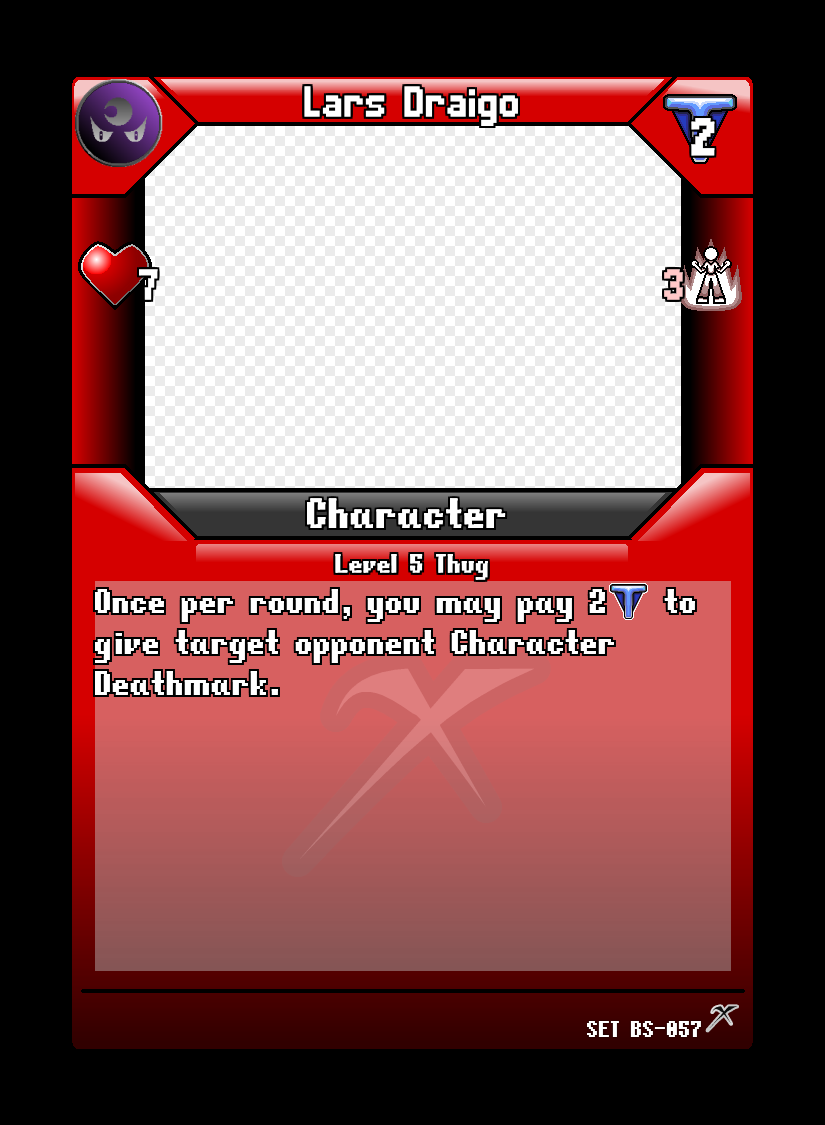 Lars Draigo
2
7
3
Character
Level 5 Thug
Once per round, you may pay 2T to
give target opponent Character
Deathmark.
SET BS-057